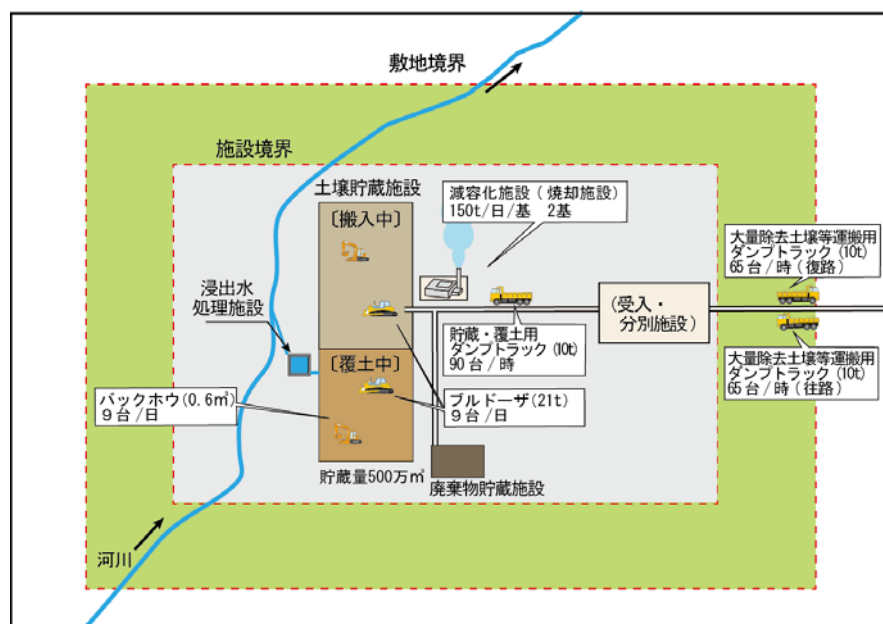 敷地境界
施設境界
土壌貯蔵施設
〔搬入中〕
減容化施設(焼却施設)
150t/日/基 2基
大量除去土壌等運搬用
ダンプトラック(10t)
65台/時(復路)
浸出水
処理施設
(受入・
分別施設)
貯蔵・覆土用
ダンプトラック(10t)
90台/時
大量除去土壌等運搬用
ダンプトラック(10t)
65台/時(往路)
〔覆土中〕
バックホウ(0.6㎥)
9台/日
ブルドーザ(21t)
9台/日
貯蔵量500万㎥
廃棄物貯蔵施設
河川